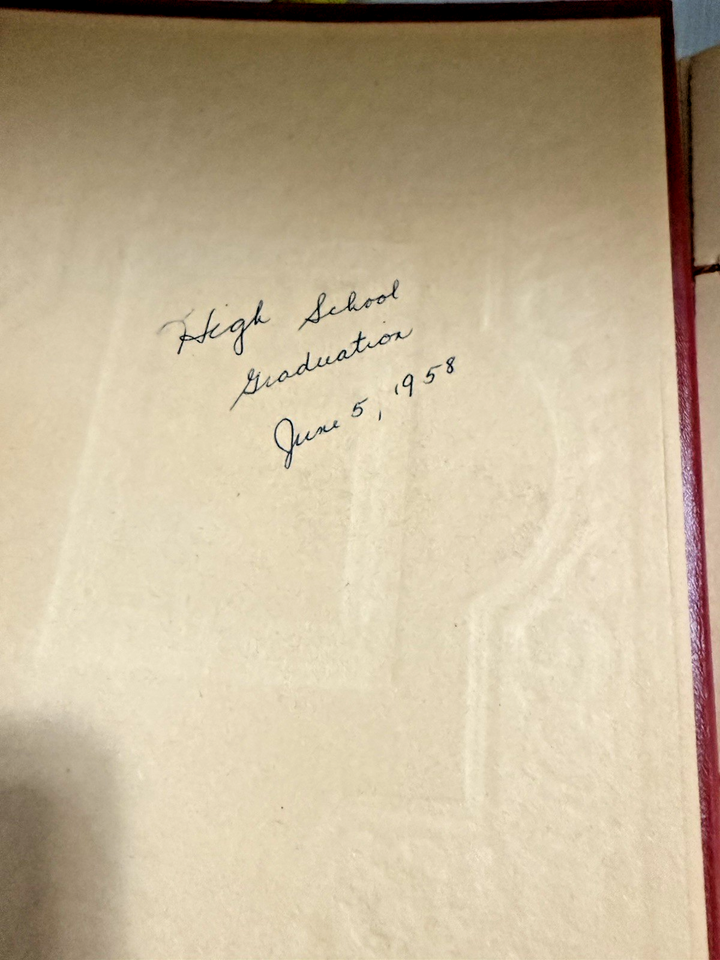 High School
Graduation
June 5, 1958